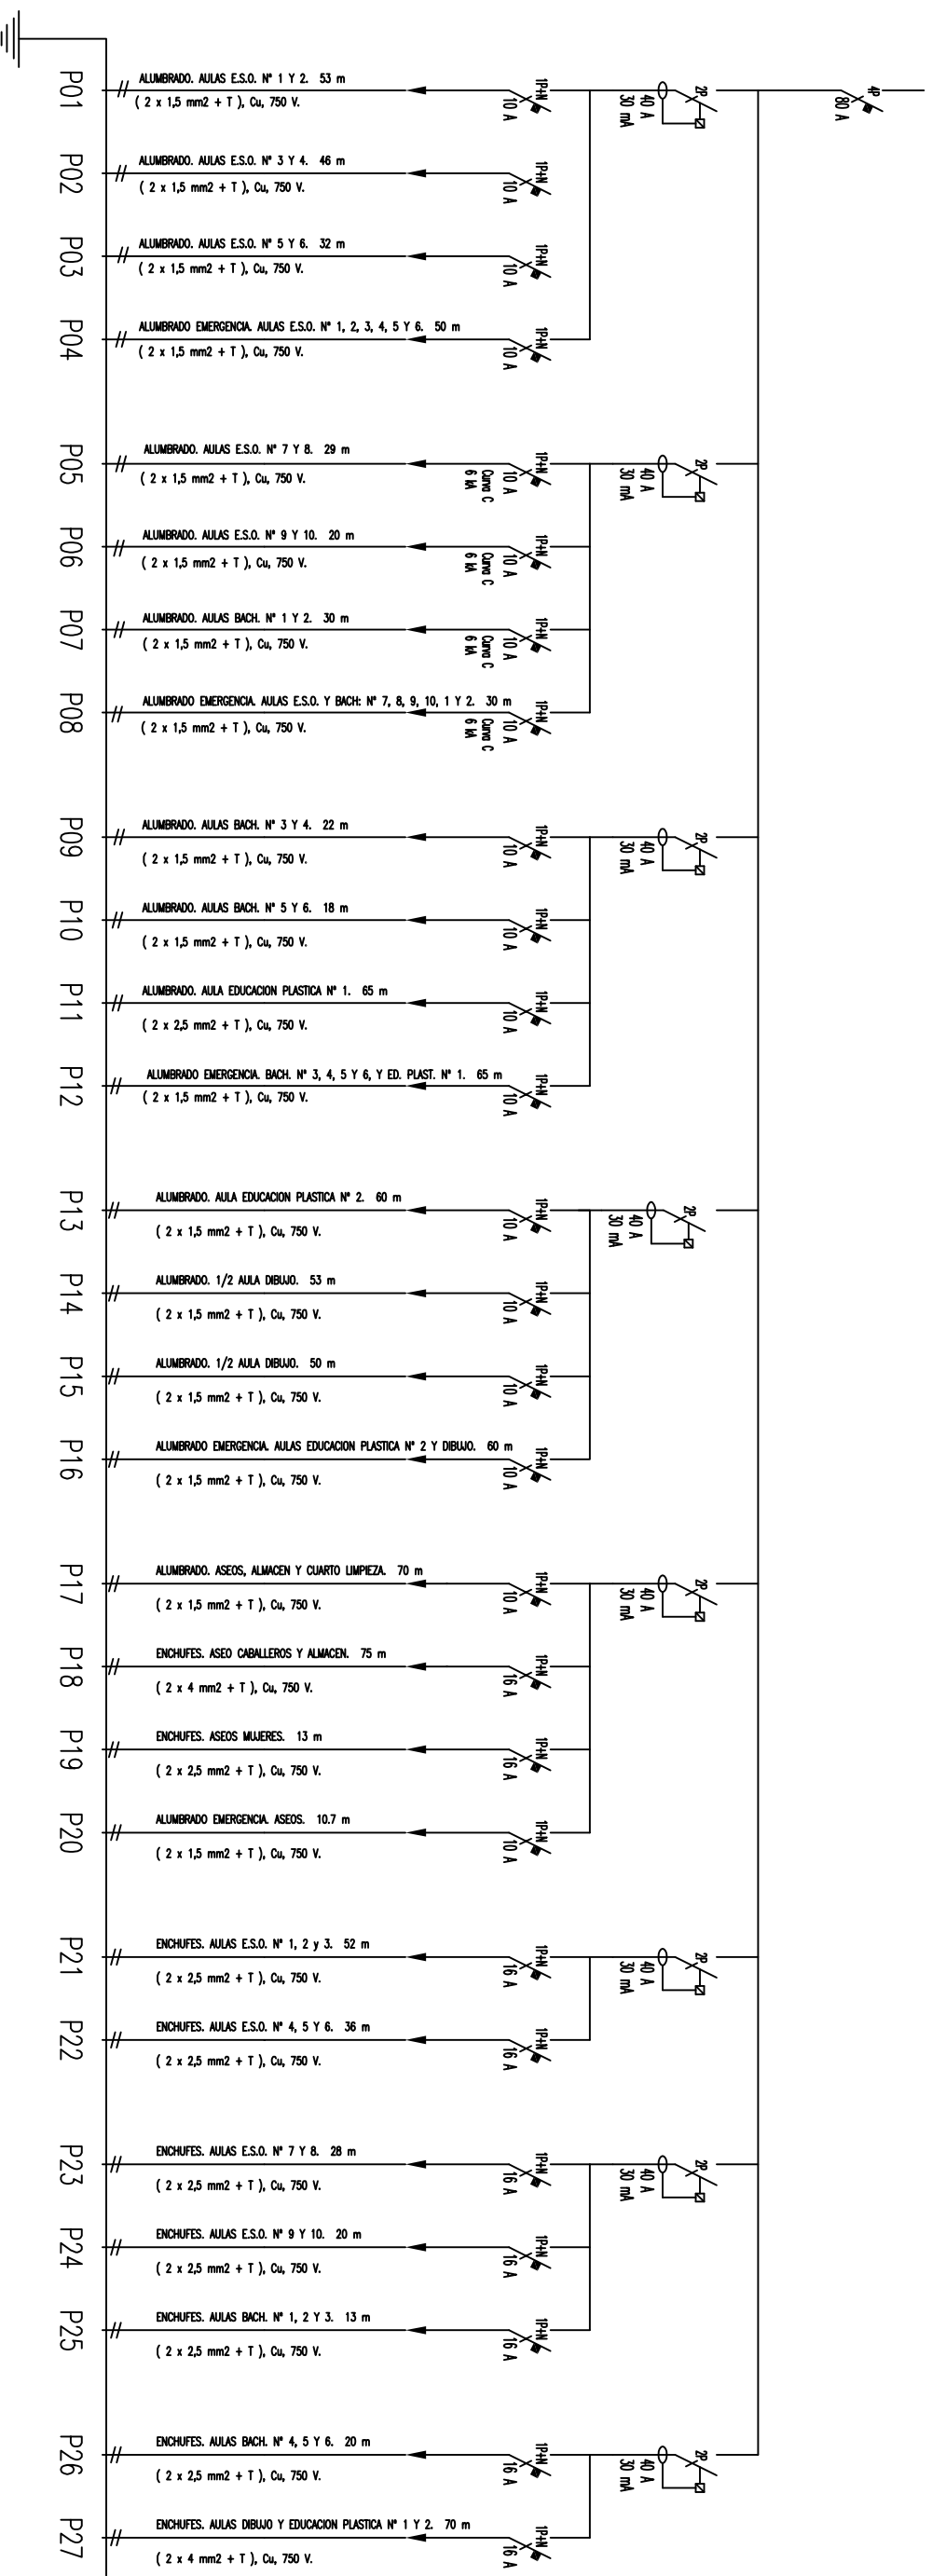 4P
80 A
2P
40 A
30 mA
1P+N
10 A
ALUMBRADO. AULAS E.S.O. Nº 1 Y 2. 53 m
( 2 x 1,5 mm2 + T ), Cu, 750 V.
P01
1P+N
10 A
ALUMBRADO. AULAS E.S.O. Nº 3 Y 4. 46 m
( 2 x 1,5 mm2 + T ), Cu, 750 V.
P02
1P+N
10 A
ALUMBRADO. AULAS E.S.O. Nº 5 Y 6. 32 m
( 2 x 1,5 mm2 + T ), Cu, 750 V.
P03
1P+N
10 A
ALUMBRADO EMERGENCIA. AULAS E.S.O. Nº 1, 2, 3, 4, 5 Y 6. 50 m
( 2 x 1,5 mm2 + T ), Cu, 750 V.
P04
2P
40 A
30 mA
1P+N
10 A
Curva C
6 kA
ALUMBRADO. AULAS E.S.O. Nº 7 Y 8. 29 m
( 2 x 1,5 mm2 + T ), Cu, 750 V.
P05
1P+N
10 A
Curva C
6 kA
ALUMBRADO. AULAS E.S.O. Nº 9 Y 10. 20 m
( 2 x 1,5 mm2 + T ), Cu, 750 V.
P06
1P+N
10 A
Curva C
6 kA
ALUMBRADO. AULAS BACH. Nº 1 Y 2. 30 m
( 2 x 1,5 mm2 + T ), Cu, 750 V.
P07
1P+N
10 A
Curva C
6 kA
ALUMBRADO EMERGENCIA. AULAS E.S.O. Y BACH: Nº 7, 8, 9, 10, 1 Y 2. 30 m
( 2 x 1,5 mm2 + T ), Cu, 750 V.
P08
2P
40 A
30 mA
1P+N
10 A
ALUMBRADO. AULAS BACH. Nº 3 Y 4. 22 m
( 2 x 1,5 mm2 + T ), Cu, 750 V.
P09
1P+N
10 A
ALUMBRADO. AULAS BACH. Nº 5 Y 6. 18 m
( 2 x 1,5 mm2 + T ), Cu, 750 V.
P10
1P+N
10 A
ALUMBRADO. AULA EDUCACION PLASTICA Nº 1. 65 m
( 2 x 2,5 mm2 + T ), Cu, 750 V.
P11
1P+N
10 A
ALUMBRADO EMERGENCIA. BACH. Nº 3, 4, 5 Y 6, Y ED. PLAST. Nº 1. 65 m
( 2 x 1,5 mm2 + T ), Cu, 750 V.
P12
2P
40 A
30 mA
1P+N
10 A
ALUMBRADO. AULA EDUCACION PLASTICA Nº 2. 60 m
( 2 x 1,5 mm2 + T ), Cu, 750 V.
P13
1P+N
10 A
ALUMBRADO. 1/2 AULA DIBUJO. 53 m
( 2 x 1,5 mm2 + T ), Cu, 750 V.
P14
1P+N
10 A
ALUMBRADO. 1/2 AULA DIBUJO. 50 m
( 2 x 1,5 mm2 + T ), Cu, 750 V.
P15
1P+N
10 A
ALUMBRADO EMERGENCIA. AULAS EDUCACION PLASTICA Nº 2 Y DIBUJO. 60 m
( 2 x 1,5 mm2 + T ), Cu, 750 V.
P16
2P
40 A
30 mA
1P+N
10 A
ALUMBRADO. ASEOS, ALMACEN Y CUARTO LIMPIEZA. 70 m
( 2 x 1,5 mm2 + T ), Cu, 750 V.
P17
1P+N
16 A
ENCHUFES. ASEO CABALLEROS Y ALMACEN. 75 m
( 2 x 4 mm2 + T ), Cu, 750 V.
P18
1P+N
16 A
ENCHUFES. ASEOS MUJERES. 13 m
( 2 x 2,5 mm2 + T ), Cu, 750 V.
P19
1P+N
10 A
ALUMBRADO EMERGENCIA. ASEOS. 10.7 m
( 2 x 1,5 mm2 + T ), Cu, 750 V.
P20
2P
40 A
30 mA
1P+N
16 A
ENCHUFES. AULAS E.S.O. Nº 1, 2 y 3. 52 m
( 2 x 2,5 mm2 + T ), Cu, 750 V.
P21
1P+N
16 A
ENCHUFES. AULAS E.S.O. Nº 4, 5 Y 6. 36 m
( 2 x 2,5 mm2 + T ), Cu, 750 V.
P22
2P
40 A
30 mA
1P+N
16 A
ENCHUFES. AULAS E.S.O. Nº 7 Y 8. 28 m
( 2 x 2,5 mm2 + T ), Cu, 750 V.
P23
1P+N
16 A
ENCHUFES. AULAS E.S.O. Nº 9 Y 10. 20 m
( 2 x 2,5 mm2 + T ), Cu, 750 V.
P24
1P+N
16 A
ENCHUFES. AULAS BACH. Nº 1, 2 Y 3. 13 m
( 2 x 2,5 mm2 + T ), Cu, 750 V.
P25
2P
40 A
30 mA
1P+N
16 A
ENCHUFES. AULAS BACH. Nº 4, 5 Y 6. 20 m
( 2 x 2,5 mm2 + T ), Cu, 750 V.
P26
1P+N
16 A
ENCHUFES. AULAS DIBUJO Y EDUCACION PLASTICA Nº 1 Y 2. 70 m
( 2 x 4 mm2 + T ), Cu, 750 V.
P27